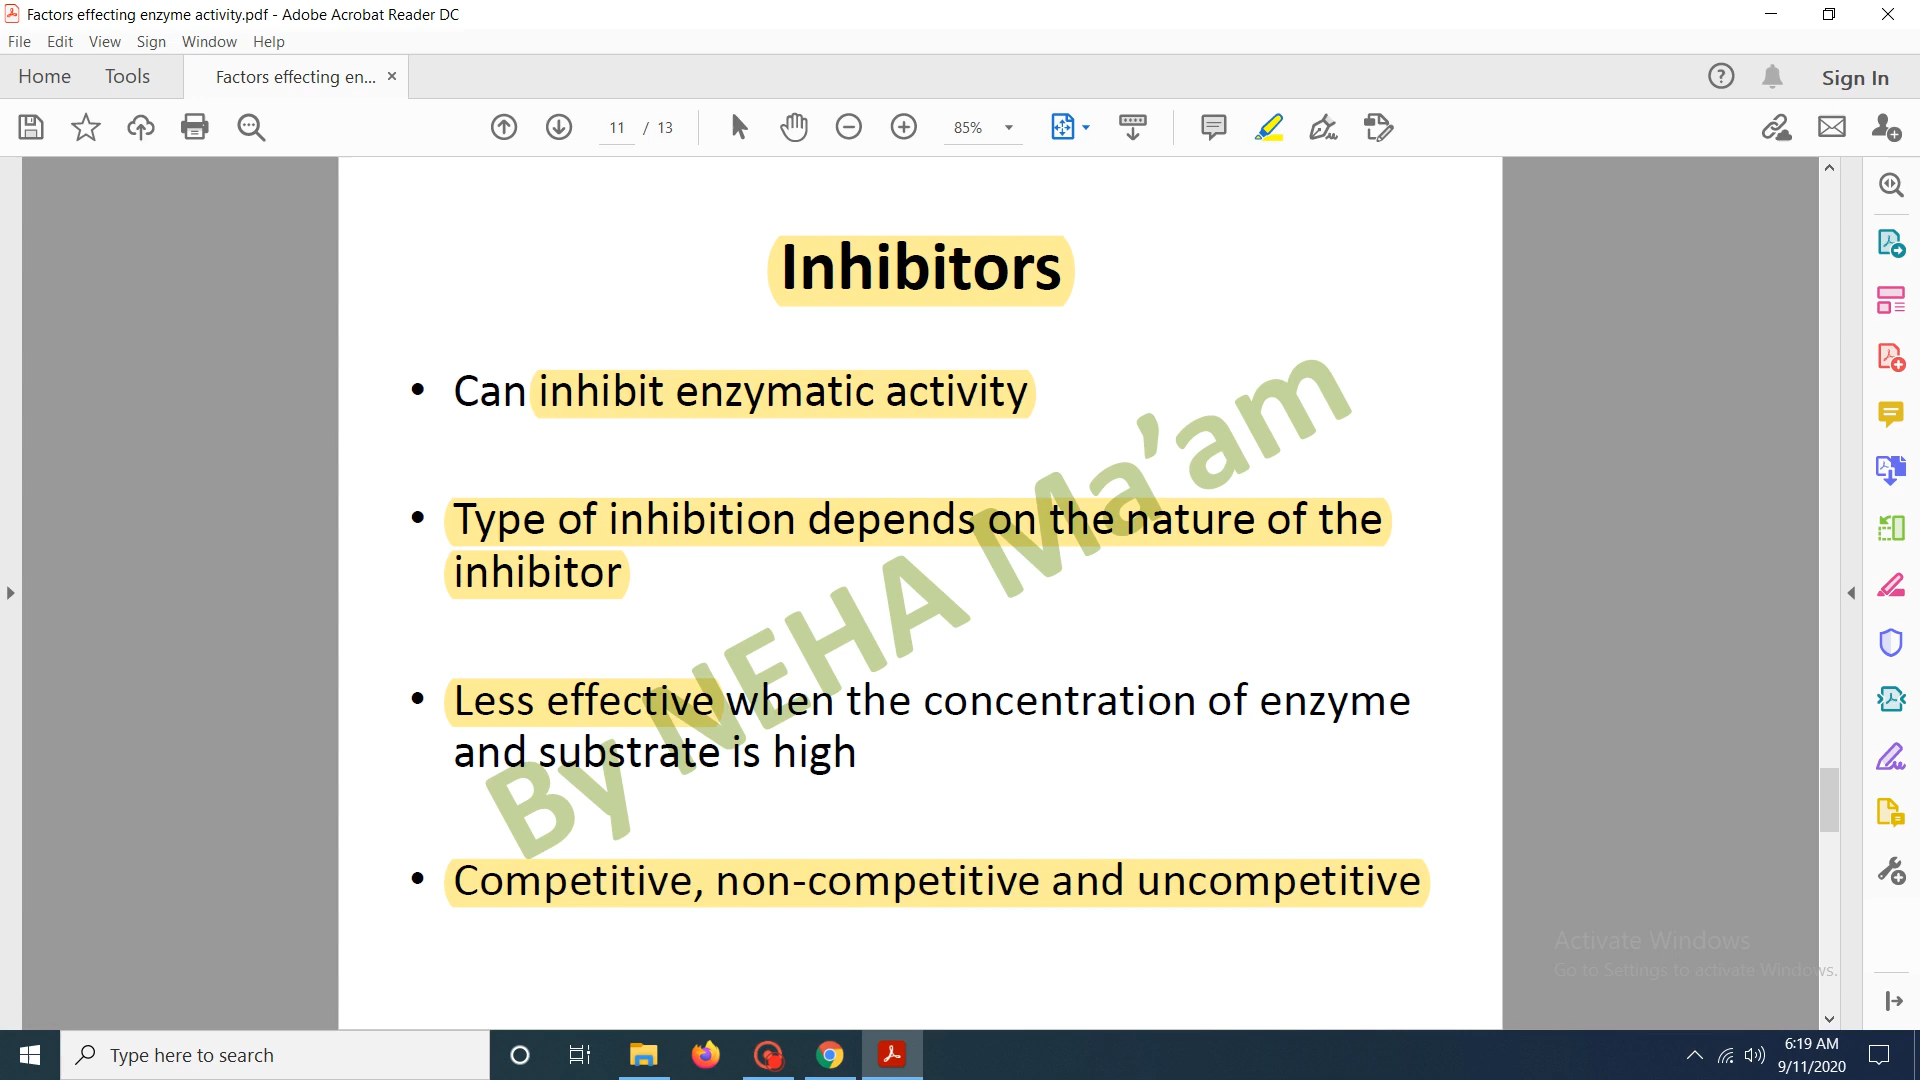 Factors effecting enzyme activity.pdf - Adobe Acrobat Reader DC
File Edit View Sign Window Help
Home Tools Factors effecting en... ×
Sign In
11 / 13
85%
Inhibitors
• Can inhibit enzymatic activity
• Type of inhibition depends on the nature of the
inhibitor
• Less effective when the concentration of enzyme
and substrate is high
• Competitive, non-competitive and uncompetitive
By NEHA Ma’am
Activate Windows
Go to Settings to activate Windows.
Type here to search
6:19 AM
9/11/2020